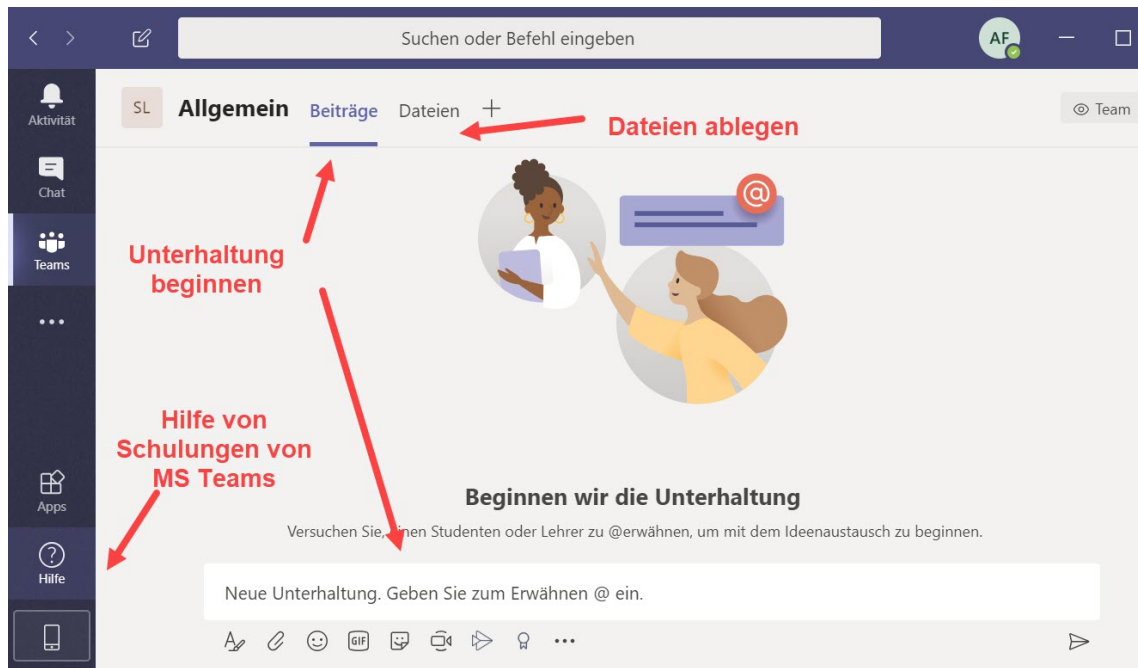 Suchen oder Befehl eingeben
AF
Aktivität
SL
Allgemein
Beiträge
Dateien
Team
Dateien ablegen
Chat
Teams
Unterhaltung
beginnen
@
Hilfe von
Schulungen von
MS Teams
Apps
Beginnen wir die Unterhaltung
Versuchen Sie, einen Studenten oder Lehrer zu @erwähnen, um mit dem Ideenaustausch zu beginnen.
Hilfe
Neue Unterhaltung. Geben Sie zum Erwähnen @ ein.
GIF